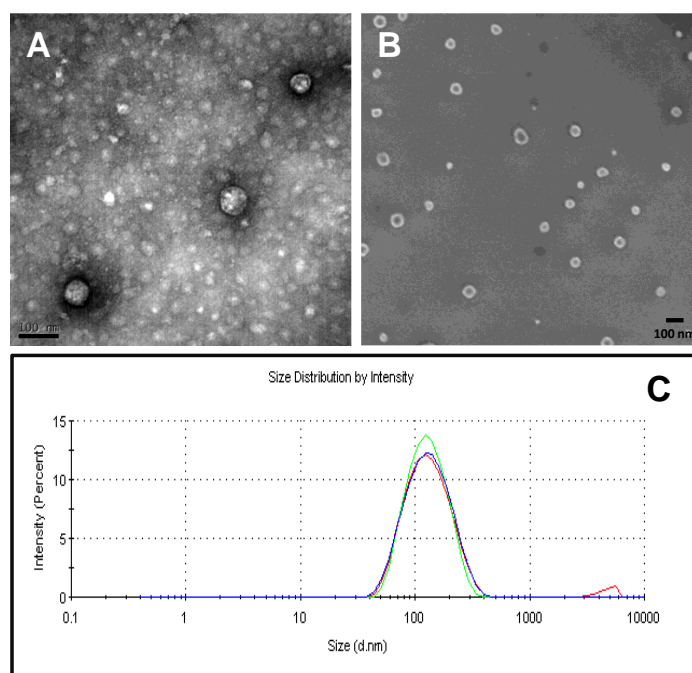 A
B
100 nm
100 nm
Size Distribution by Intensity
C
15
10
5
0
Intensity (Percent)
0.1
1
10
100
1000
10000
Size (d.nm)